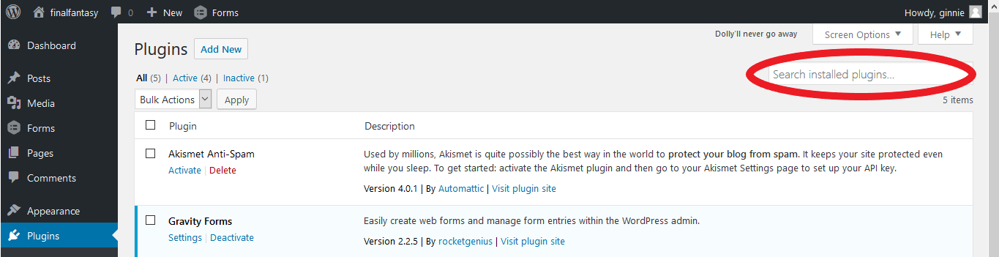 finalfantasy 0 + New Forms Howdy, ginnie
Dashboard
Posts
Media
Forms
Pages
Comments
Appearance
Plugins
Dolly'll never go away Screen Options ▼ Help ▼
Plugins Add New
Search installed plugins...
All (5) | Active (4) | Inactive (1)
Bulk Actions Apply
5 items
Plugin Description
Akismet Anti-Spam
Activate | Delete
Used by millions, Akismet is quite possibly the best way in the world to protect your blog from spam. It keeps your site protected even
while you sleep. To get started: activate the Akismet plugin and then go to your Akismet Settings page to set up your API key.
Version 4.0.1 | By Automattic | Visit plugin site
Gravity Forms
Settings | Deactivate
Easily create web forms and manage form entries within the WordPress admin.
Version 2.2.5 | By rocketgenius | Visit plugin site